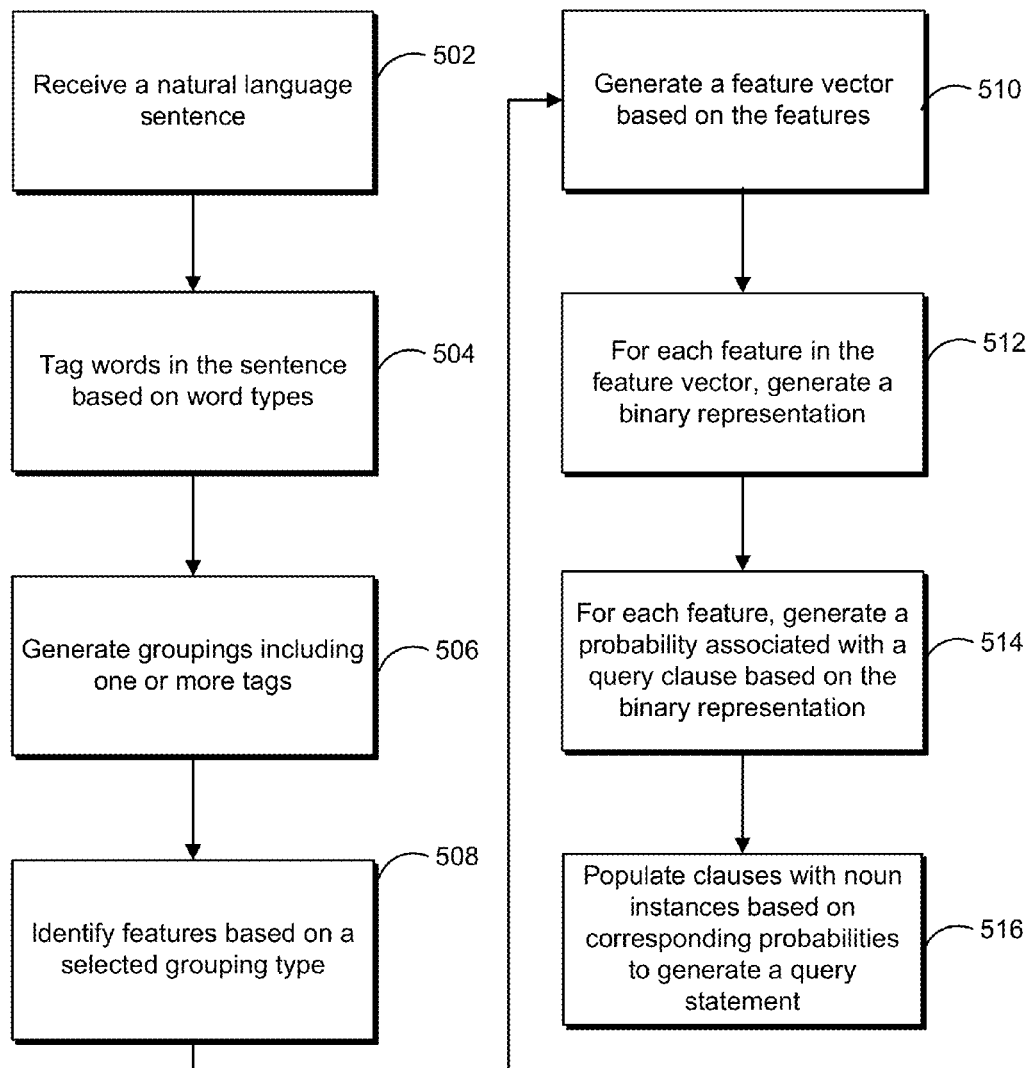 Receive a natural language
sentence
502
Tag words in the sentence
based on word types
504
Generate groupings including
one or more tags
506
Identify features based on a
selected grouping type
508
Generate a feature vector
based on the features
510
For each feature in the
feature vector, generate a
binary representation
512
For each feature, generate a
probability associated with a
query clause based on the
binary representation
514
Populate clauses with noun
instances based on
corresponding probabilities
to generate a query
statement
516